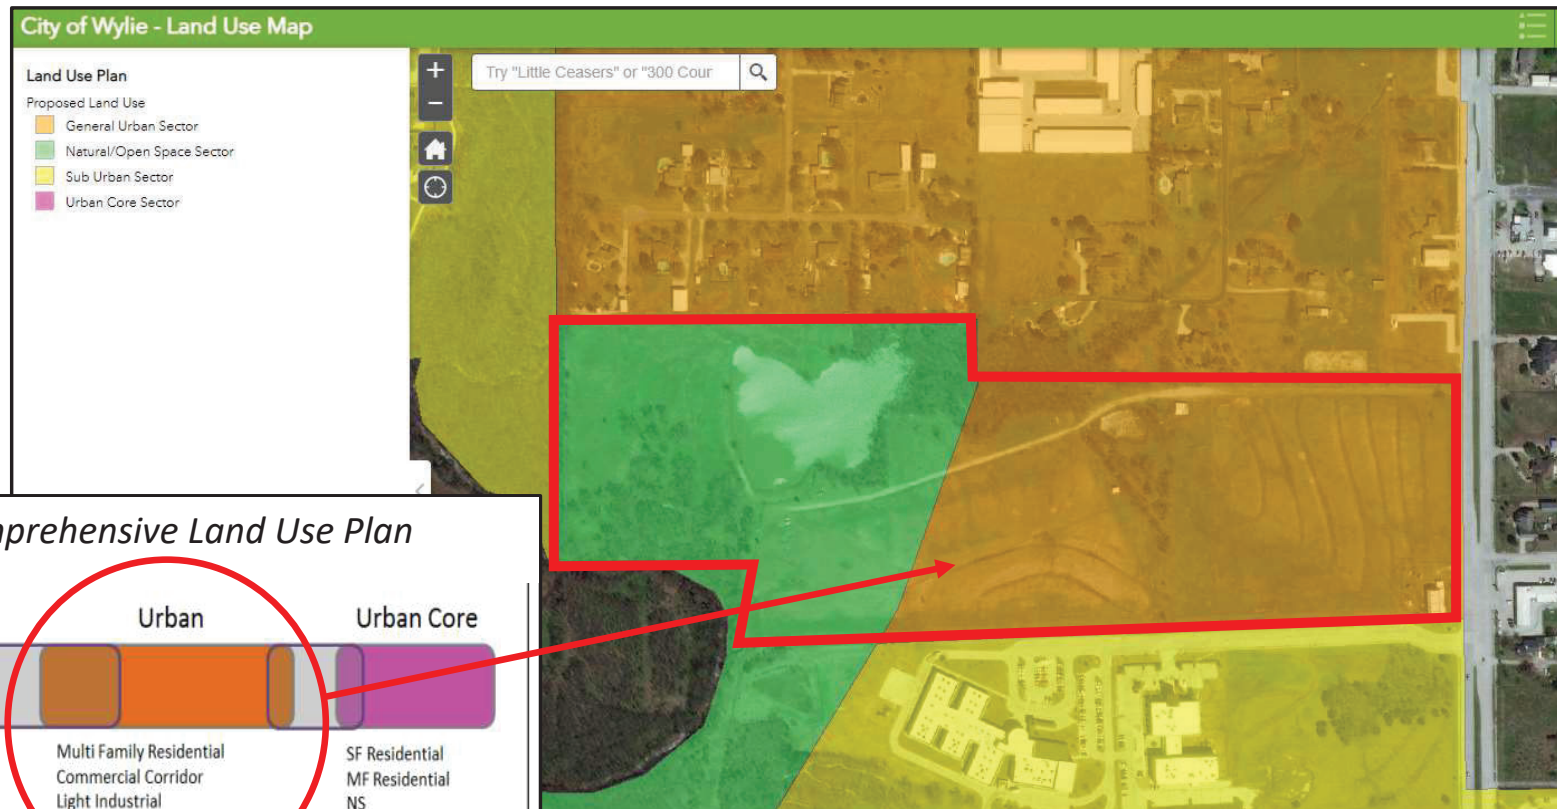 City of Wylie - Land Use Map
Land Use Plan
Proposed Land Use
General Urban Sector
Natural/Open Space Sector
Sub Urban Sector
Urban Core Sector
+
−
Try "Little Ceasers" or "300 Cour
mprehensive Land Use Plan
Urban
Urban Core
Multi Family Residential
Commercial Corridor
Light Industrial
SF Residential
MF Residential
NS